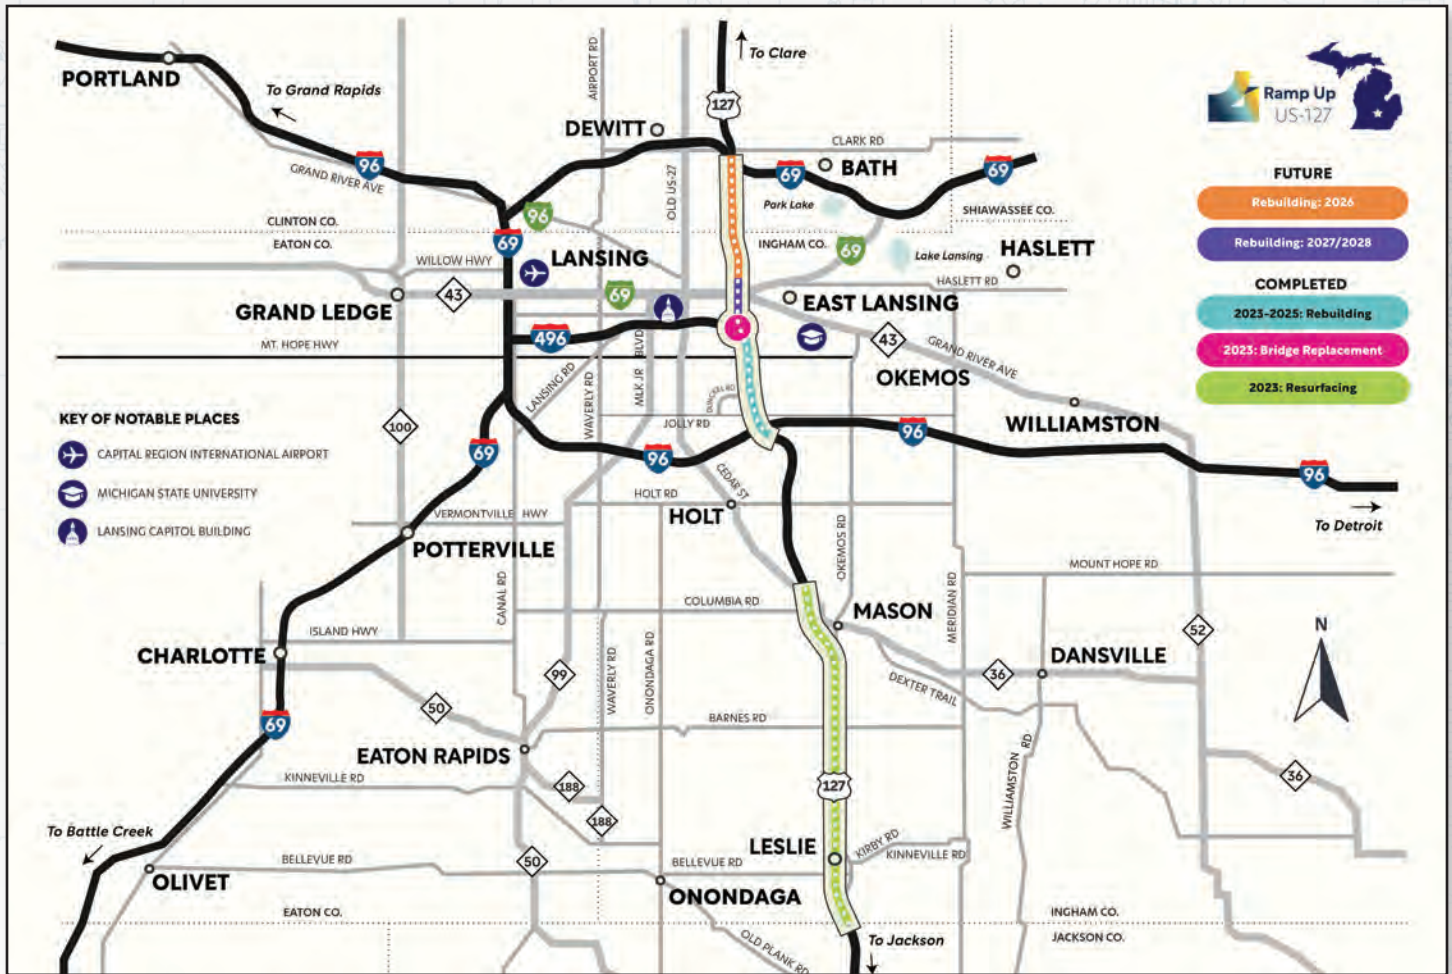 To Clare
127
PORTLAND
To Grand Rapids
AIRPORT RD
DEWITT
CLARK RD
Ramp Up
US-127
96
GRAND RIVER AVE
69
BATH
69
OLD US-27
Park Lake
96
CLINTON CO.
EATON CO.
69
INGHAM CO.
69
SHIAWASSEE CO.
Lake Lansing
HASLETT
WILLOW HWY
LANSING
HASLETT RD
GRAND LEDGE
43
69
EAST LANSING
496
MT. HOPE HWY
43
GRAND RIVER AVE
OKEMOS
LANSING RD
WAVERLY RD
MLK JR BLVD
DUNCKEL RD
JOLLY RD
WILLIAMSTON
100
69
96
96
96
To Detroit
FUTURE
Rebuilding: 2026
Rebuilding: 2027/2028
COMPLETED
2023-2025: Rebuilding
2023: Bridge Replacement
2023: Resurfacing
KEY OF NOTABLE PLACES
CAPITAL REGION INTERNATIONAL AIRPORT
MICHIGAN STATE UNIVERSITY
LANSING CAPITOL BUILDING
CEDAR ST
HOLT RD
HOLT
VERMONTVILLE HWY
POTTERVILLE
OKEMOS RD
MOUNT HOPE RD
CANAL RD
COLUMBIA RD
MASON
MERIDIAN RD
ISLAND HWY
CHARLOTTE
52
N
DANSVILLE
36
DEXTER TRAIL
99
WAVERLY RD
ONONDAGA RD
50
69
BARNES RD
EATON RAPIDS
WILLIAMSTON RD
36
KINNEVILLE RD
188
127
188
To Battle Creek
LESLIE
KIRBY RD
KINNEVILLE RD
BELLEVUE RD
50
BELLEVUE RD
OLIVET
ONONDAGA
EATON CO.
INGHAM CO.
JACKSON CO.
OLD PLANK RD
To Jackson